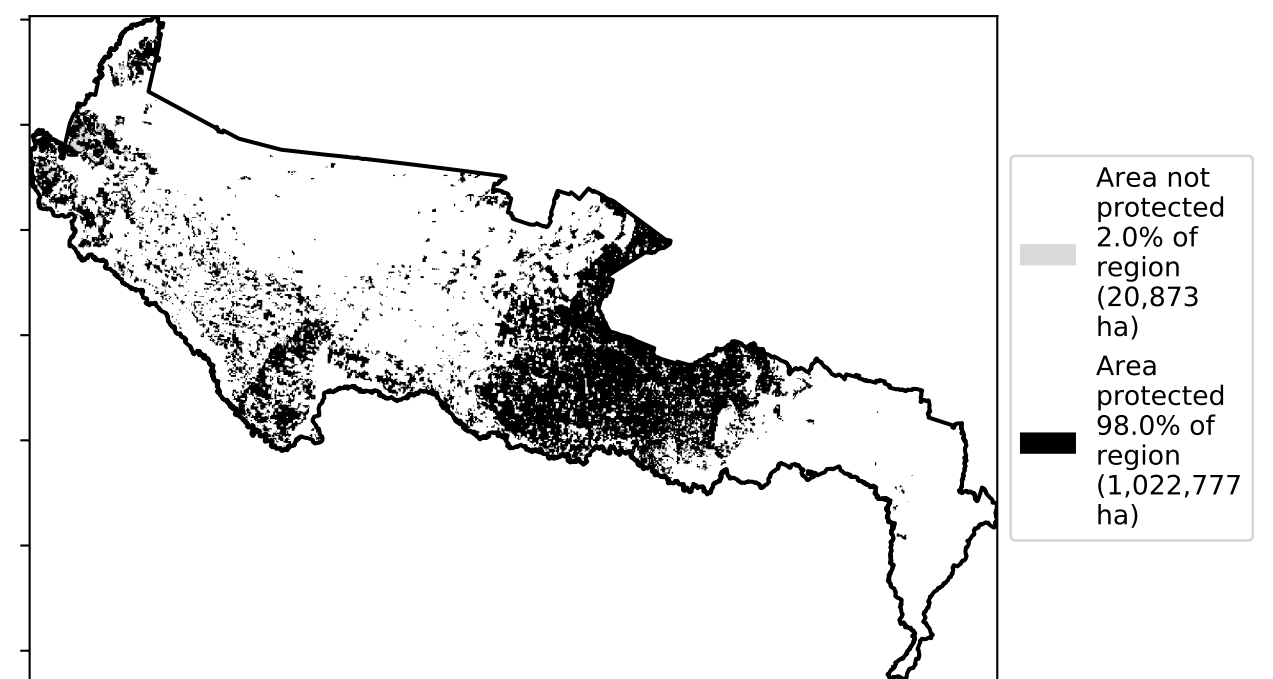 Area not
protected
2.0% of
region
(20,873
ha)
Area
protected
98.0% of
region
(1,022,777
ha)